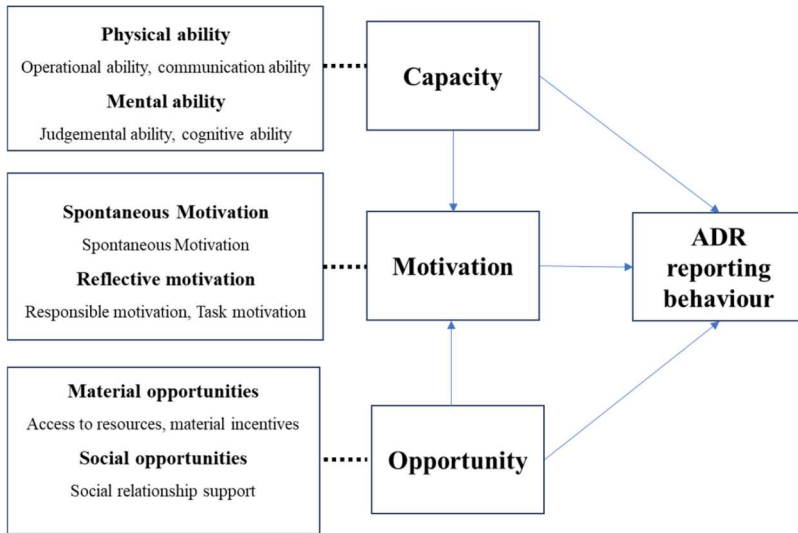 Physical ability
Operational ability, communication ability
Mental ability
Judgemental ability, cognitive ability
Capacity
Spontaneous Motivation
Spontaneous Motivation
Reflective motivation
Responsible motivation, Task motivation
Motivation
ADR
reporting
behaviour
Material opportunities
Access to resources, material incentives
Social opportunities
Social relationship support
Opportunity